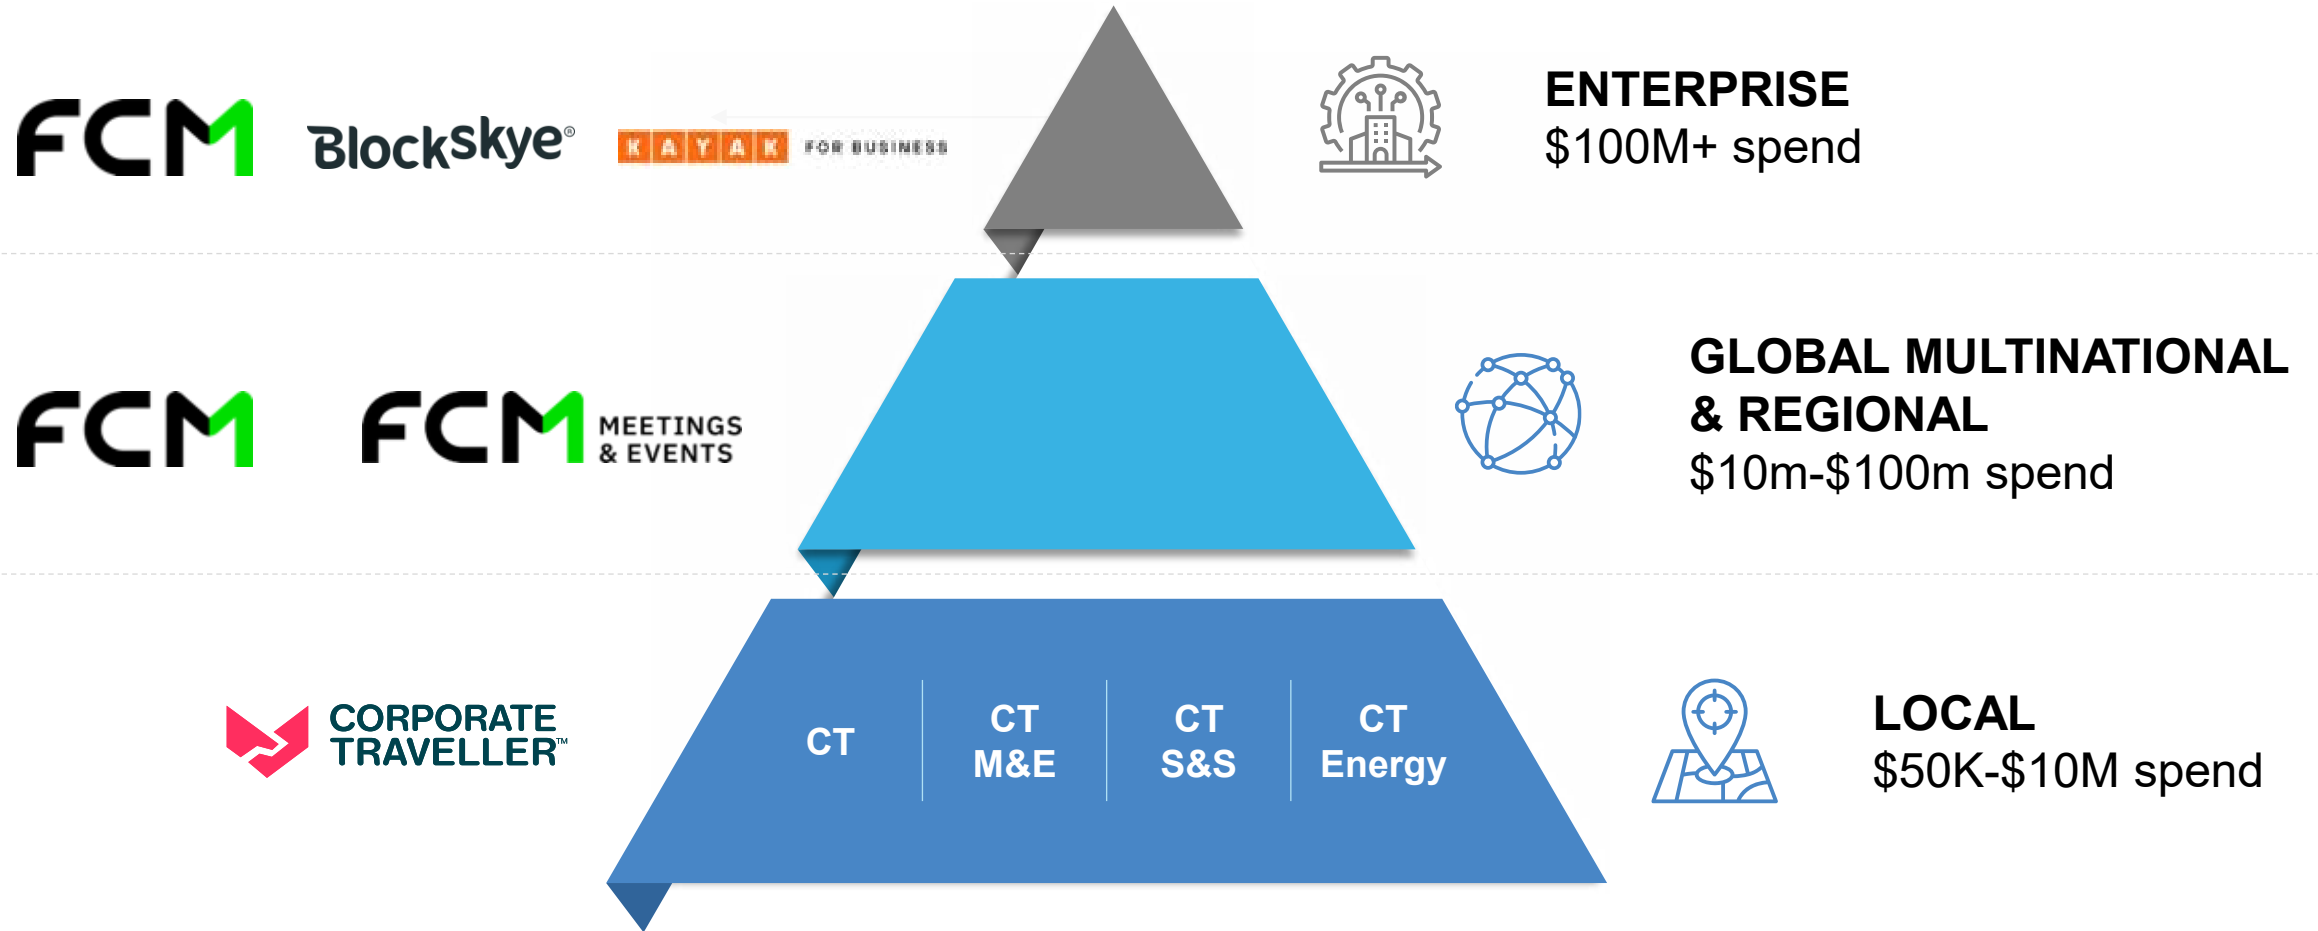 FCM
Blockskye®
KAYAK FOR BUSINESS
ENTERPRISE
$100M+ spend
FCM
FCM
MEETINGS
& EVENTS
GLOBAL MULTINATIONAL
& REGIONAL
$10m-$100m spend
CORPORATE
TRAVELLER™
CT
CT
M&E
CT
S&S
CT
Energy
LOCAL
$50K-$10M spend